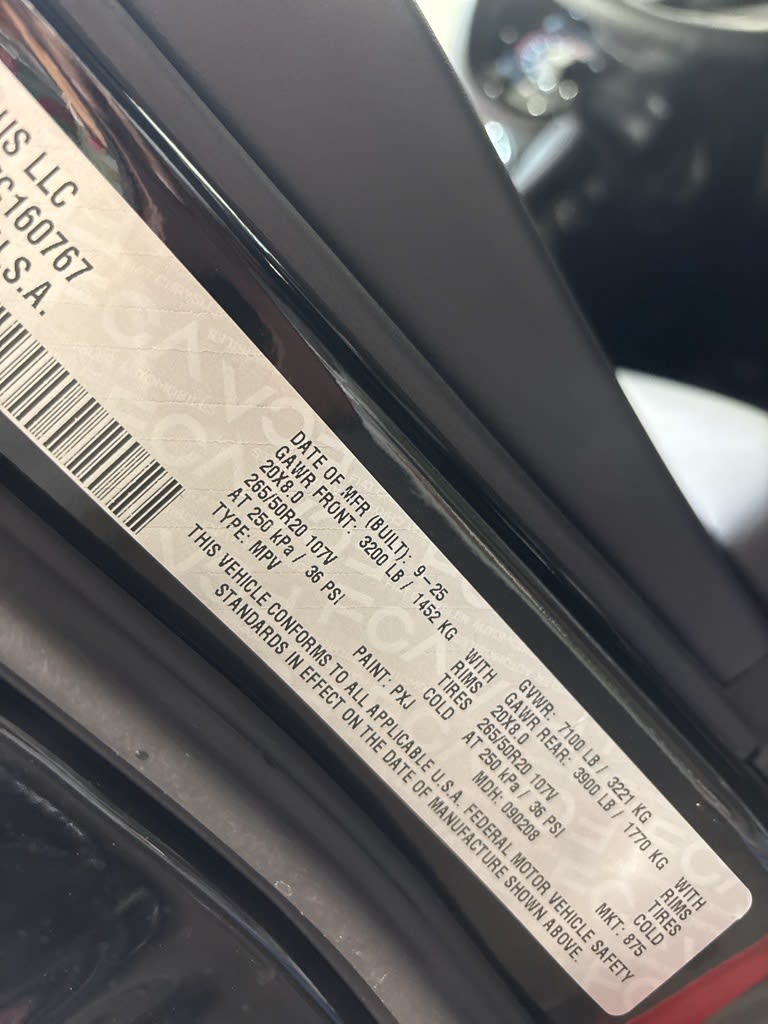 US LLC
160767
U.S.A.
DATE OF MFR (BUILT): 9-25 GVWR: 7100 LB / 3221 KG
GAWR FRONT: 3200 LB / 1452 KG WITH GAWR REAR: 3900 LB / 1770 KG WITH
20X8.0 RIMS 20X8.0 RIMS
265/50R20 107V TIRES 265/50R20 107V TIRES
AT 250 kPa / 36 PSI COLD AT 250 kPa / 36 PSI COLD
TYPE: MPV PAINT: PXJ MDH: 090208 MKT: 875
THIS VEHICLE CONFORMS TO ALL APPLICABLE U.S.A. FEDERAL MOTOR VEHICLE SAFETY
STANDARDS IN EFFECT ON THE DATE OF MANUFACTURE SHOWN ABOVE.